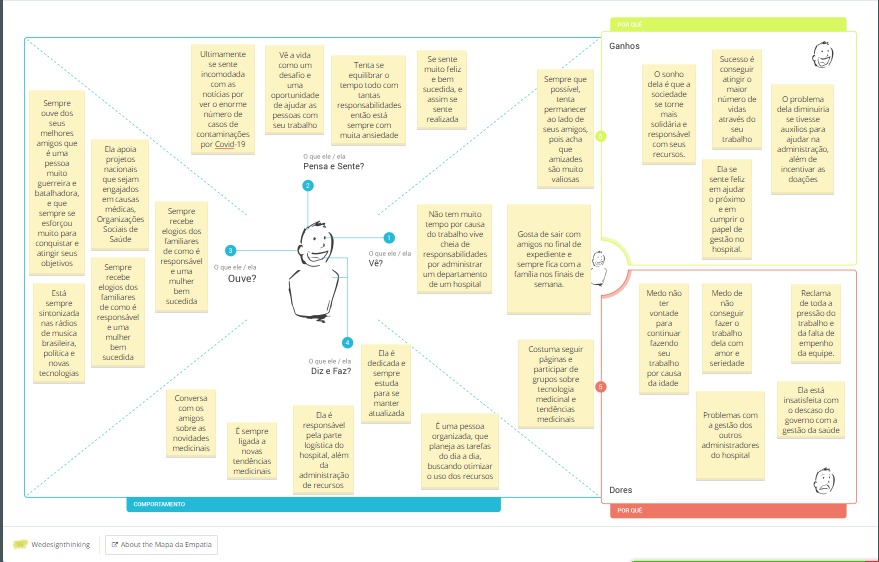 POR QUÊ
Ganhos
Ultimamente
se sente
incomodada
com as
notícias por
ver o enorme
número de
casos de
contaminações
por Covid-19
Vê a vida
como um
desafio e
uma
oportunidade
de ajudar as
pessoas com
seu trabalho
Tenta se
equilibrar o
tempo todo com
tantas
responsabilidades
então está
sempre com
muita ansiedade
Se sente
muito feliz
e bem
sucedida, e
assim se
sente
realizada
Sempre que
possível,
tenta
permanecer
ao lado de
seus amigos,
pois acha
que
amizades
são muito
valiosas
O sonho
dela é que a
sociedade
se torne
mais
solidária e
responsável
com seus
recursos.
Sucesso é
conseguir
atingir o
maior
número de
vidas
através do
seu
trabalho
O problema
dela diminuiria
se tivesse
auxílios para
ajudar na
administração,
além de
incentivar as
doações
Ela se
sente feliz
em ajudar
o próximo
e em
cumprir o
papel de
gestão no
hospital.
Sempre
ouve dos
seus
melhores
amigos que
é uma
pessoa
muito
guerreira e
batalhadora,
e que
sempre se
esforçou
muito para
conquistar e
atingir seus
objetivos
Ela apoia
projetos
nacionais
que sejam
engajados
em causas
médicas,
Organizações
Sociais de
Saúde
Sempre
recebe
elogios dos
familiares
de como é
responsável
e uma
mulher
bem
sucedida
Sempre
recebe
elogios dos
familiares
de como é
responsável
e uma
mulher
bem
sucedida
Está
sempre
sintonizada
nas rádios
de musica
brasileira,
política e
novas
tecnologias
O que ele / ela
Pensa e Sente?
2
1
O que ele / ela
Vê?
3
O que ele / ela
Ouve?
4
O que ele / ela
Diz e Faz?
Não tem muito
tempo por causa
do trabalho vive
cheia de
responsabilidades
por administrar
um departamento
de um hospital
Gosta de sair com
amigos no final de
expediente e
sempre fica com a
família nos finais de
semana.
Costuma seguir
páginas e
participar de
grupos sobre
tecnologia
medicinal e
tendências
medicinais
Conversa
com os
amigos
sobre as
novidades
medicinais
É sempre
ligada a
novas
tendências
medicinais
Ela é
responsável
pela parte
logística do
hospital, além
da
administração
de recursos
Ela é
dedicada e
sempre
estuda
para se
manter
atualizada
É uma pessoa
organizada, que
planeja as tarefas
do dia a dia,
buscando otimizar
o uso dos recursos
5
Medo não
ter
vontade
para
continuar
fazendo
seu
trabalho
por causa
da idade
Medo de
não
conseguir
fazer o
trabalho
dela com
amor e
seriedade
Reclama
de toda a
pressão do
trabalho e
da falta de
empenho
da equipe.
Problemas com
a gestão dos
outros
administradores
do hospital
Ela está
insatisfeita com
o descaso do
governo com a
gestão da saúde
Dores
COMPORTAMENTO
POR QUÊ
Wedesignthinking
About the Mapa da Empatia